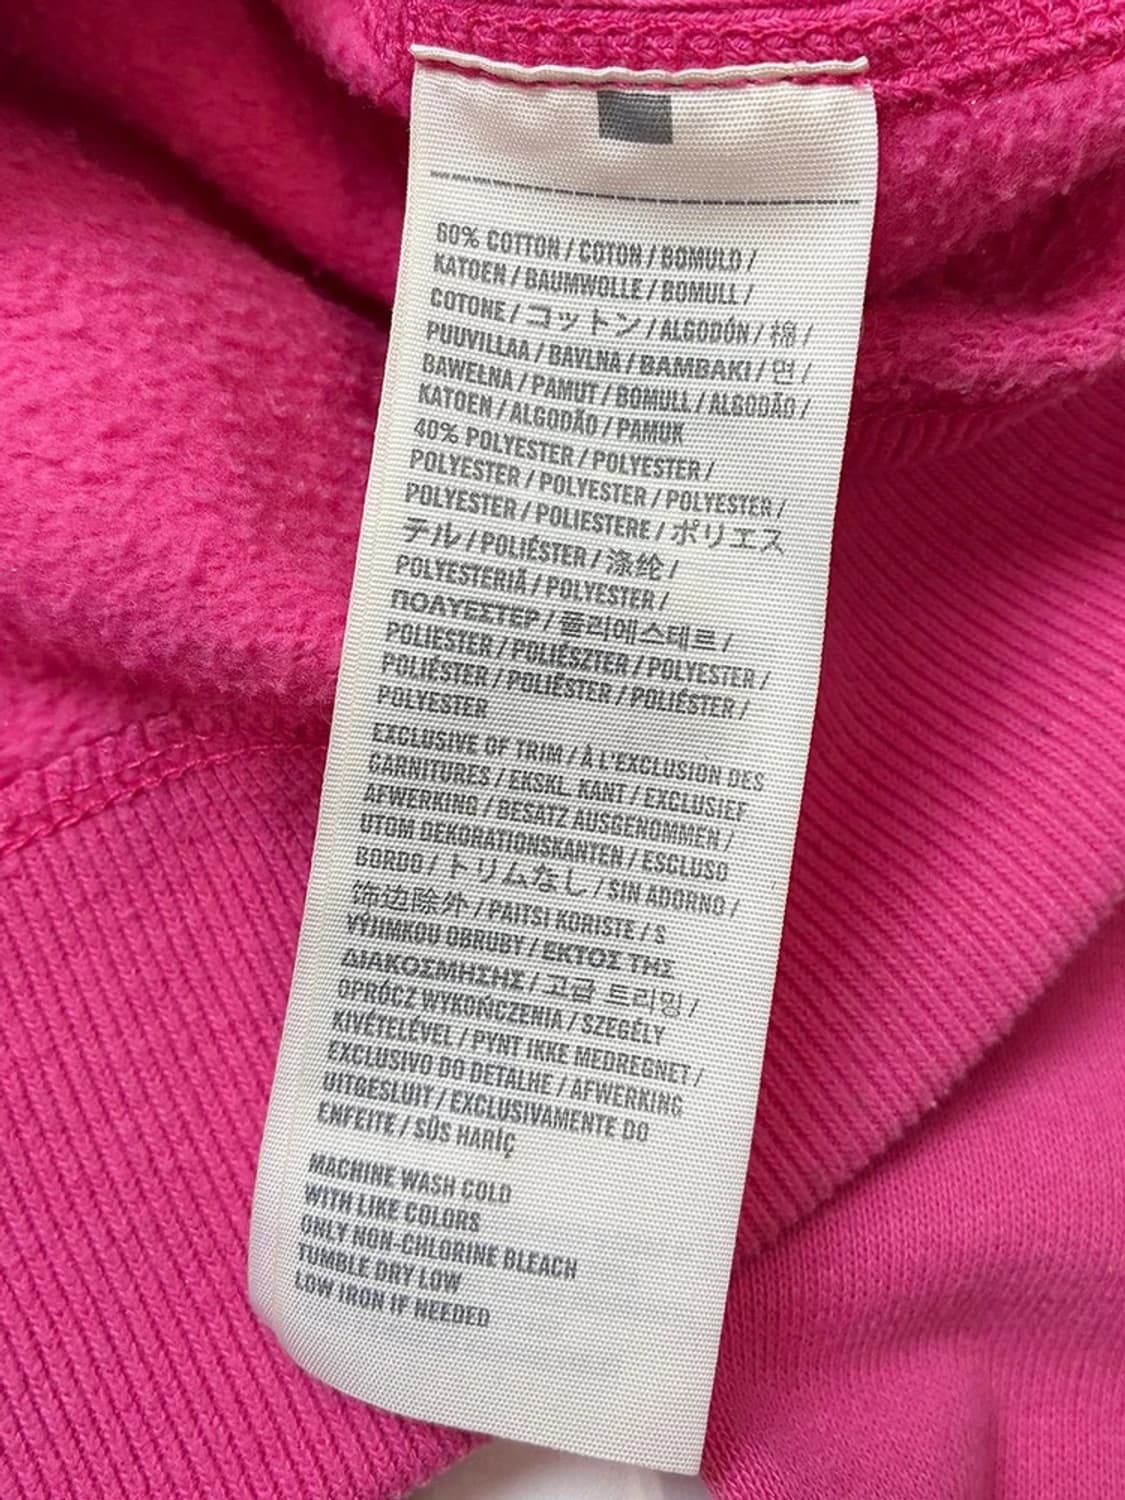 60% COTTON / COTON / BOMULD /
KATOEN / BAUMWOLLE / BOMULL /
COTONE / コットン / ALGODÓN / 棉 /
PUUVILLAA / BAVLNA / BAMBAKI / 면 /
BAWEŁNA / PAMUT / BOMULL / ALGODÃO /
KATOEN / ALGODÃO / PAMUK
40% POLYESTER / POLYESTER /
POLYESTER / POLYESTER / POLYESTER /
POLYESTER / POLIESTERE / ポリエス
テル / POLIÉSTER / 涤纶 /
POLYESTERIÄ / POLYESTER /
ΠΟΛΥΕΣΤΕΡ / 폴리에스테르 /
POLIESTER / POLIÉSZTER / POLYESTER /
POLIÉSTER / POLIËSTER / POLIÉSTER /
POLYESTER
EXCLUSIVE OF TRIM / À L'EXCLUSION DES
GARNITURES / EKSKL. KANT / EXCLUSIEF
AFWERKING / BESATZ AUSGENOMMEN /
UTOM DEKORATIONSKANTEN / ESCLUSO
BORDO / トリムなし / SIN ADORNO /
饰边除外 / PAITSI KORISTE / S
VÝJIMKOU OBRUBY / ΕΚΤΟΣ ΤΗΣ
ΔΙΑΚΟΣΜΗΣΗΣ / 고급 트리밍 /
OPRÓCZ WYKOŃCZENIA / SZEGÉLY
KIVÉTELÉVEL / PYNT IKKE MEDREGNET /
EXCLUSIVO DO DETALHE / AFWERKING
UITGESLUIT / EXCLUSIVAMENTE DO
ENFEITE / SÜS HARİÇ
MACHINE WASH COLD
WITH LIKE COLORS
ONLY NON-CHLORINE BLEACH
TUMBLE DRY LOW
LOW IRON IF NEEDED